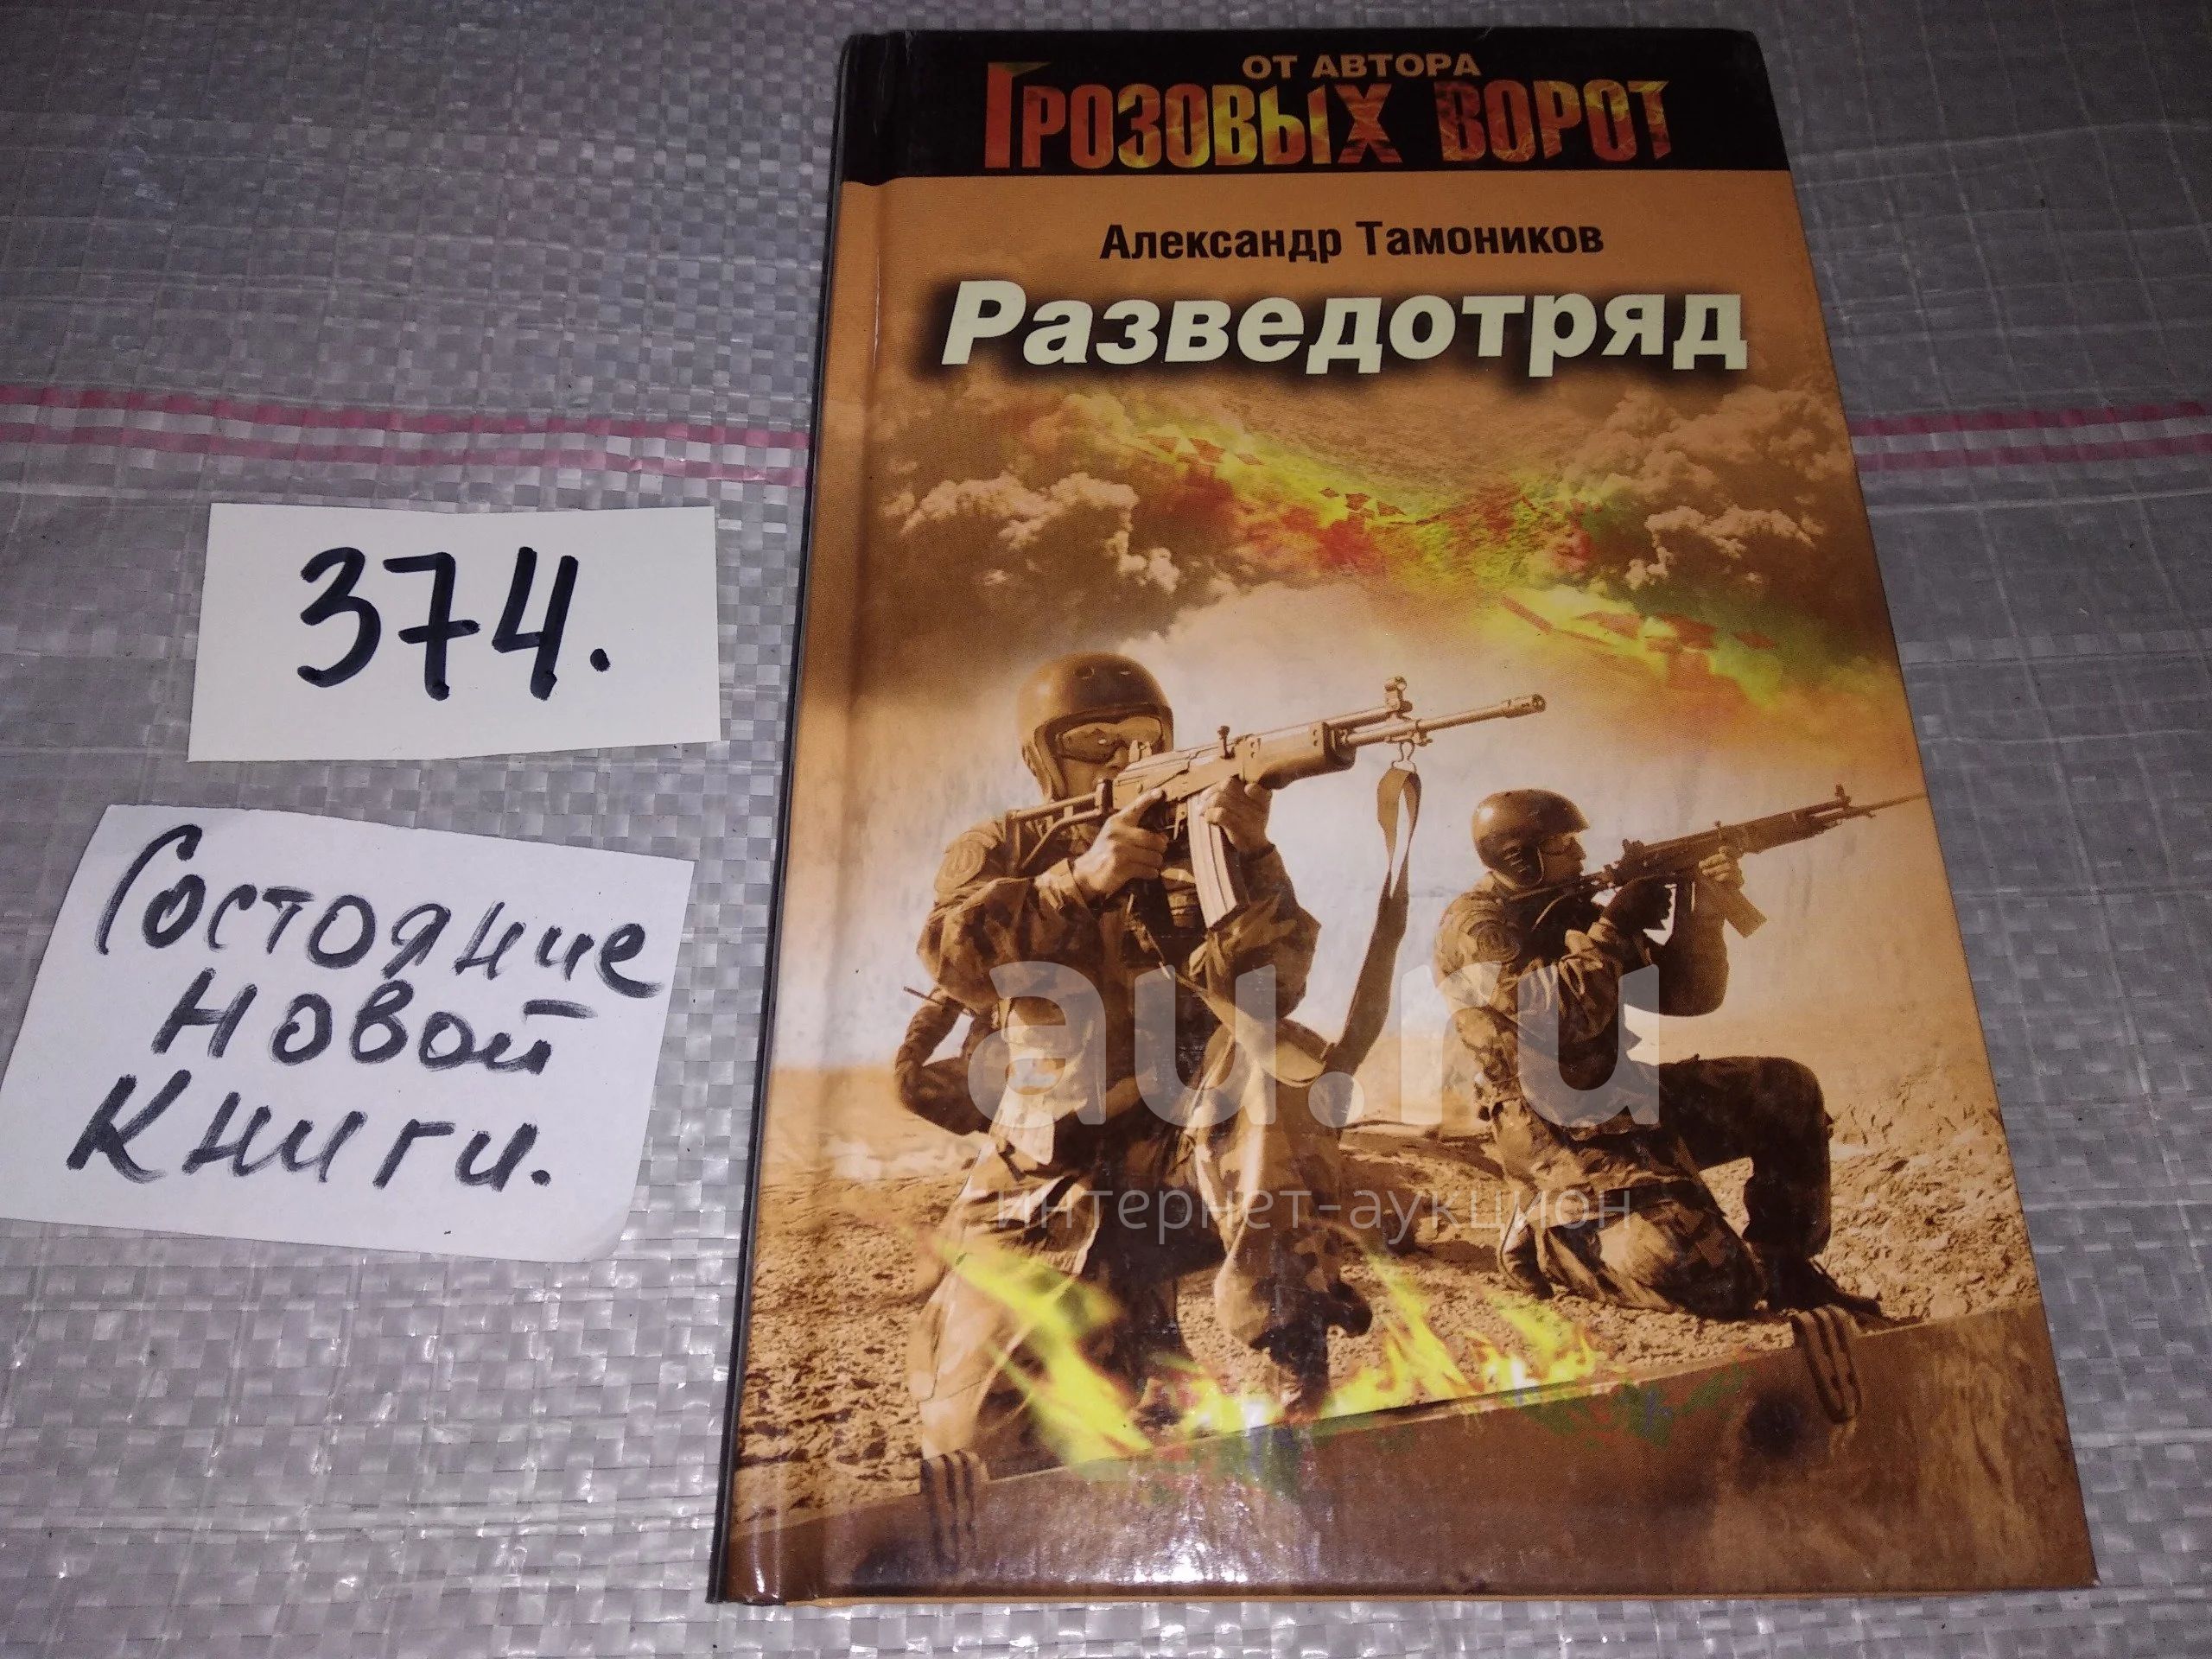 ОТ АВТОРА
ГРОЗОВЫХ ВОРОТ
Александр Тамоников
Разведотряд
374.
Состояние
новой
книги.
au.ru
интернет-аукцион